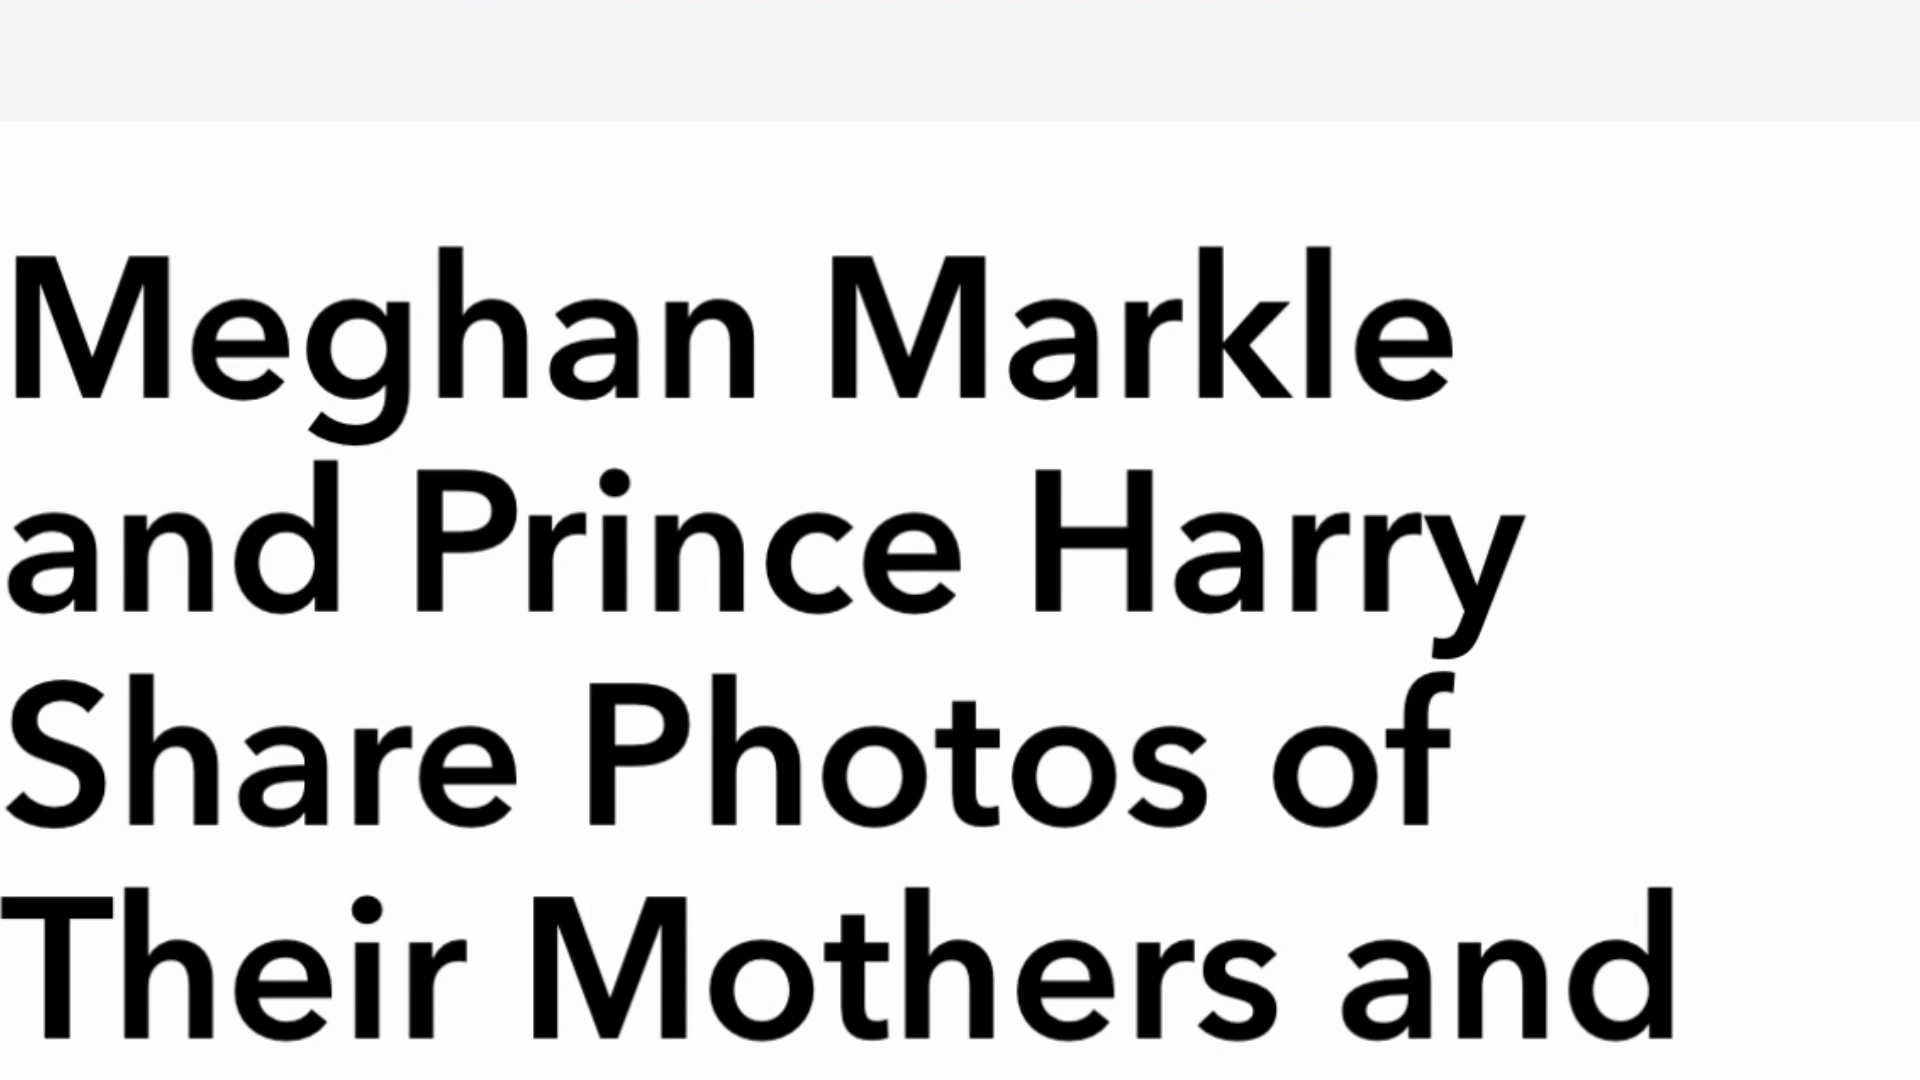 Meghan Markle
and Prince Harry
Share Photos of
Their Mothers and